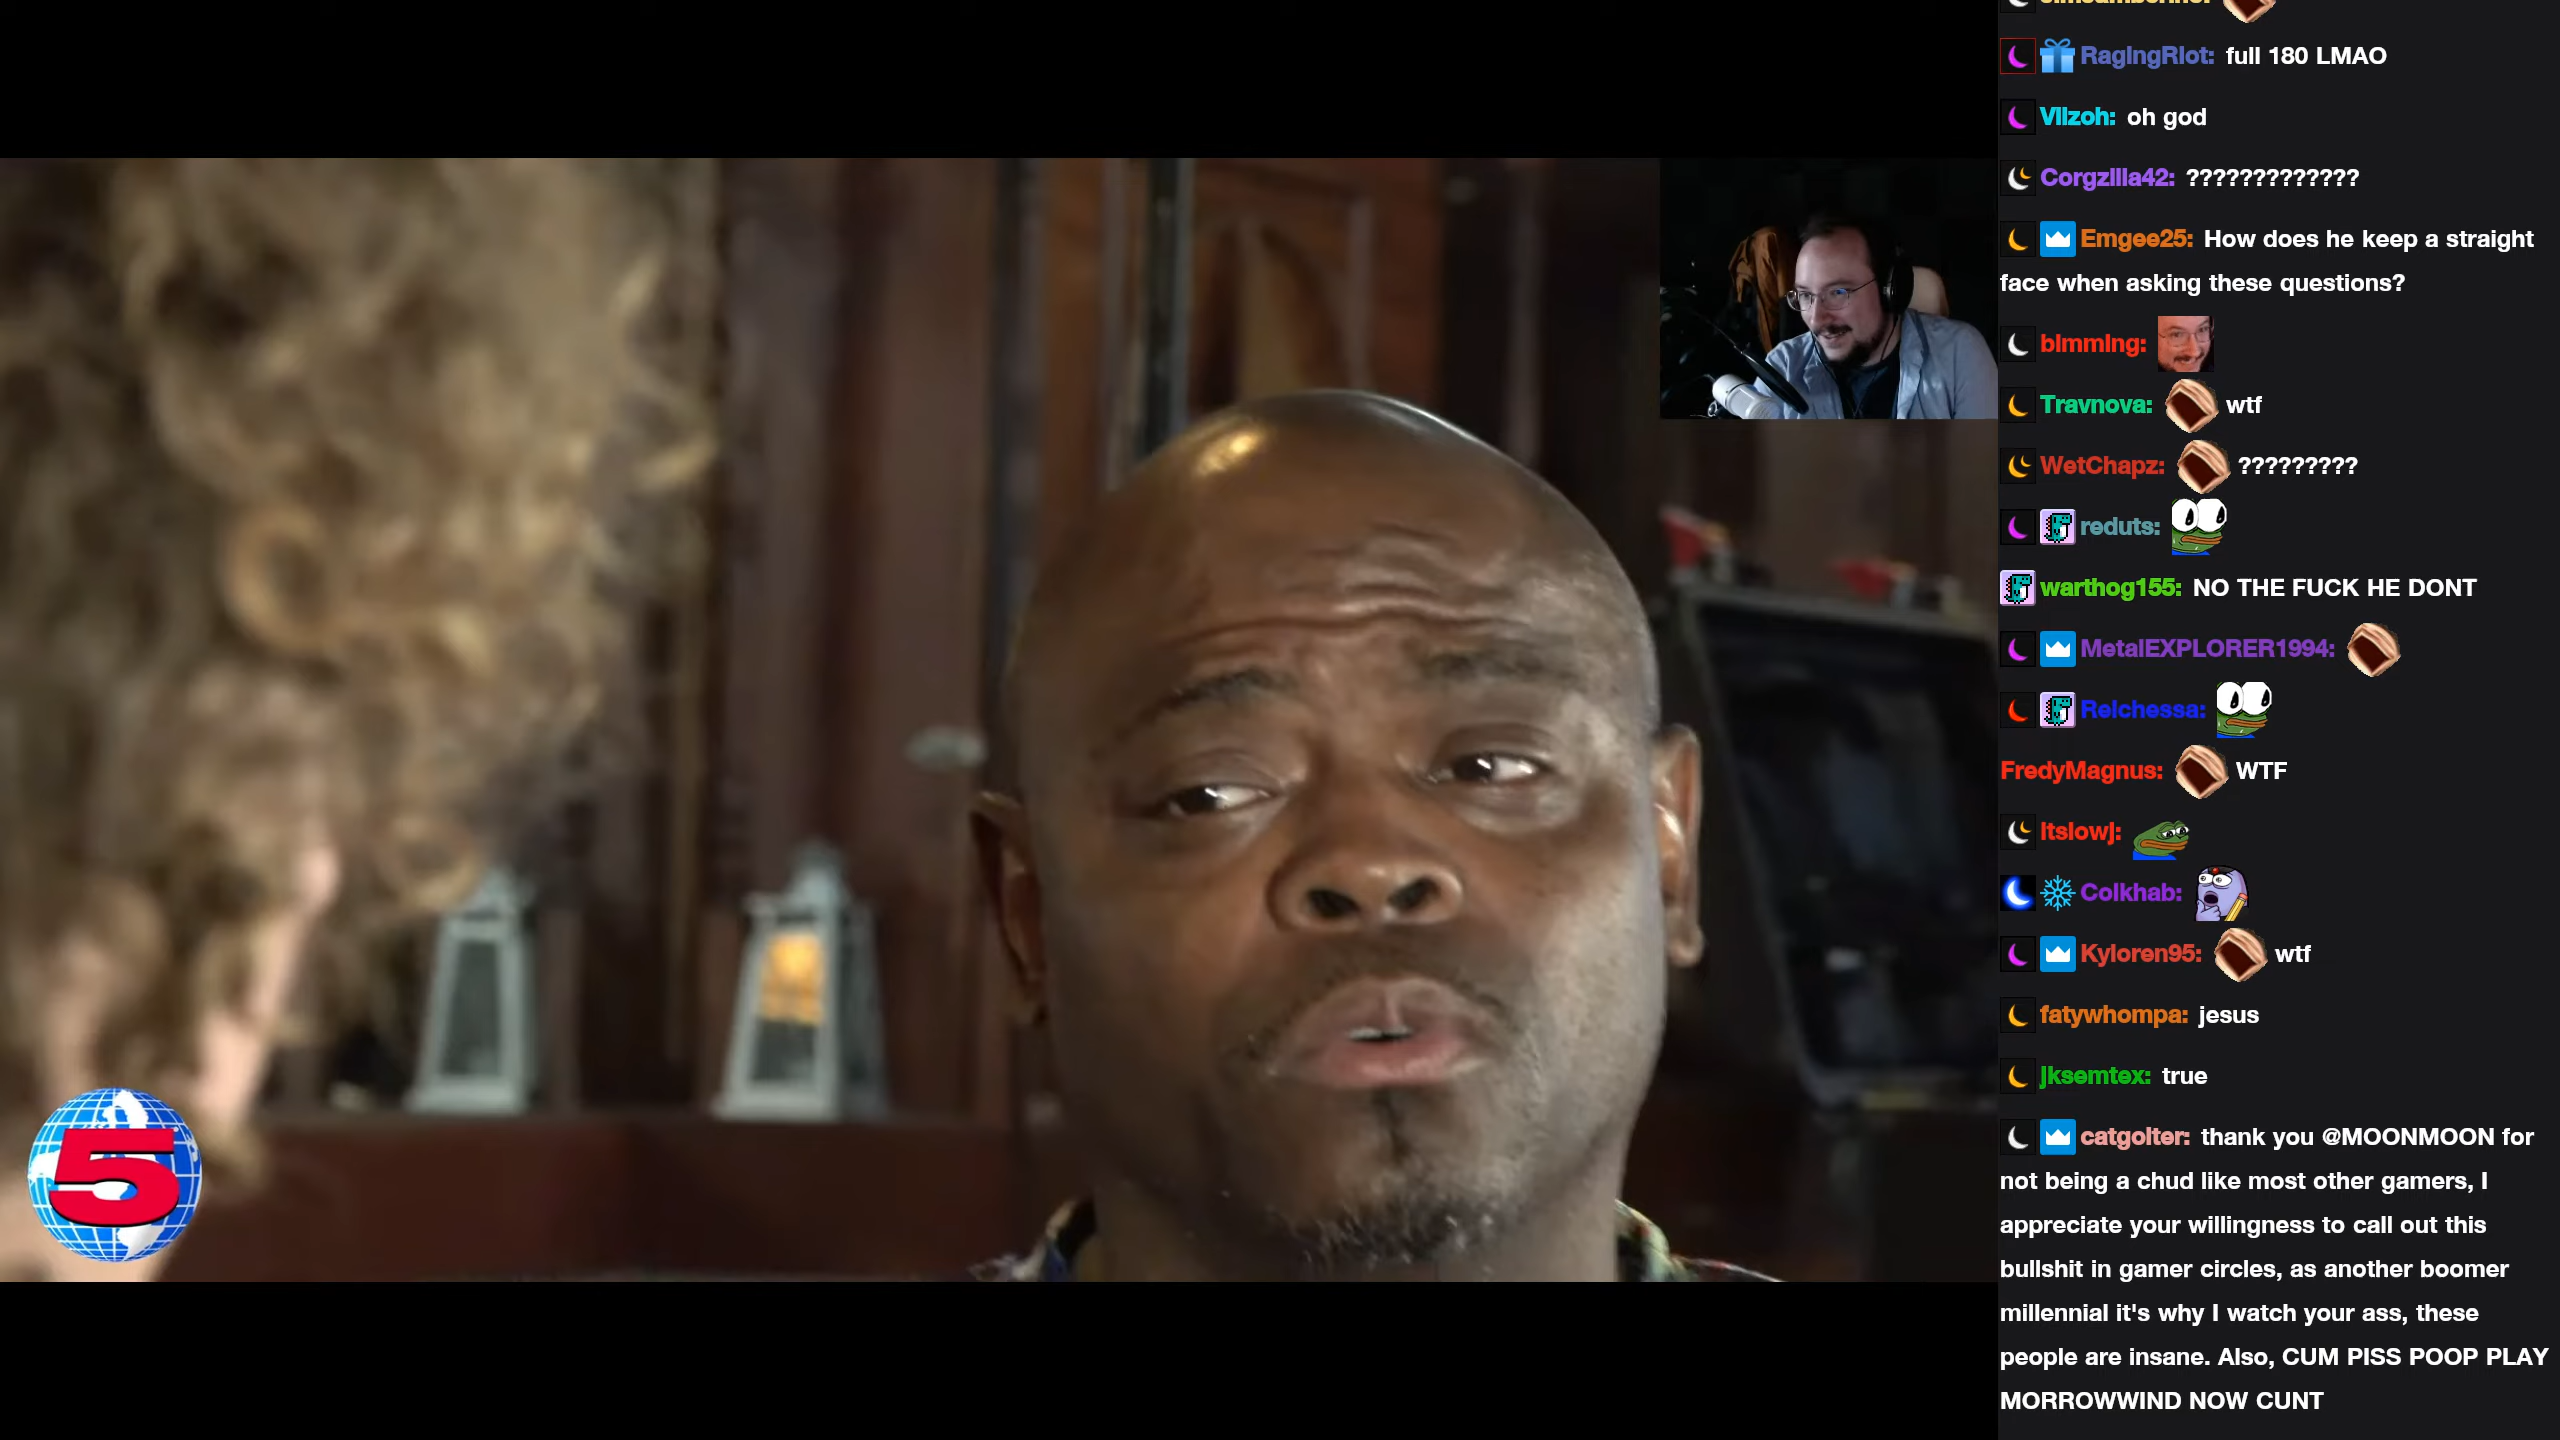 RagingRiot: full 180 LMAO
Vilzoh: oh god
Corgzilla42: ?????????????
Emgee25: How does he keep a straight
face when asking these questions?
bimming:
Travnova: wtf
WetChapz: ?????????
reduts:
warthog155: NO THE FUCK HE DONT
MetalEXPLORER1994:
Reichessa:
FredyMagnus: WTF
itslowj:
Colkhab:
Kyloren95: wtf
fatywhompa: jesus
jksemtex: true
catgolter: thank you @MOONMOON for
not being a chud like most other gamers, I
appreciate your willingness to call out this
bullshit in gamer circles, as another boomer
millennial it's why I watch your ass, these
people are insane. Also, CUM PISS POOP PLAY
MORROWWIND NOW CUNT
5